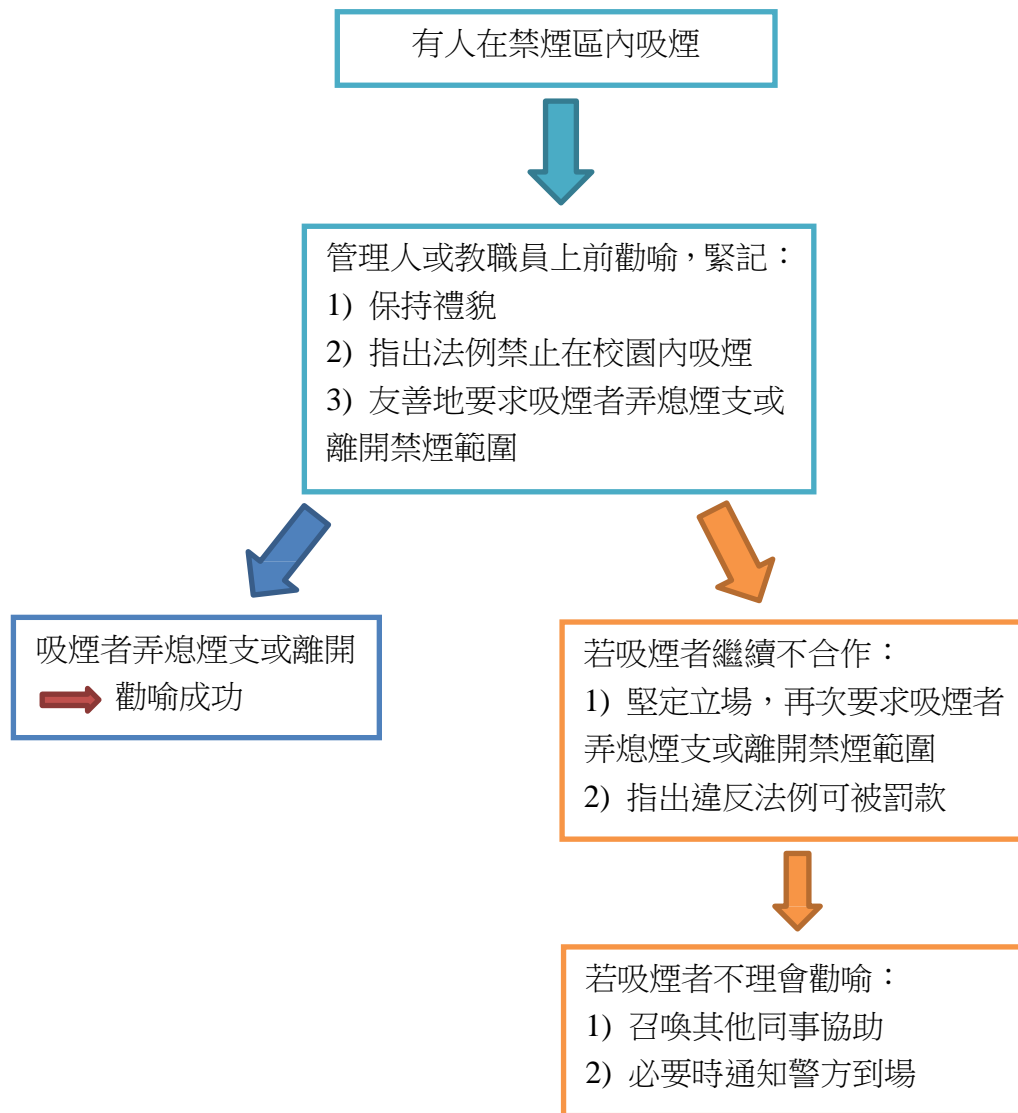 有人在禁煙區內吸煙
管理人或教職員上前勸喻，緊記：
1) 保持禮貌
2) 指出法例禁止在校園內吸煙
3) 友善地要求吸煙者弄熄煙支或
離開禁煙範圍
吸煙者弄熄煙支或離開
勸喻成功
若吸煙者繼續不合作：
1) 堅定立場，再次要求吸煙者
弄熄煙支或離開禁煙範圍
2) 指出違反法例可被罰款
若吸煙者不理會勸喻：
1) 召喚其他同事協助
2) 必要時通知警方到場